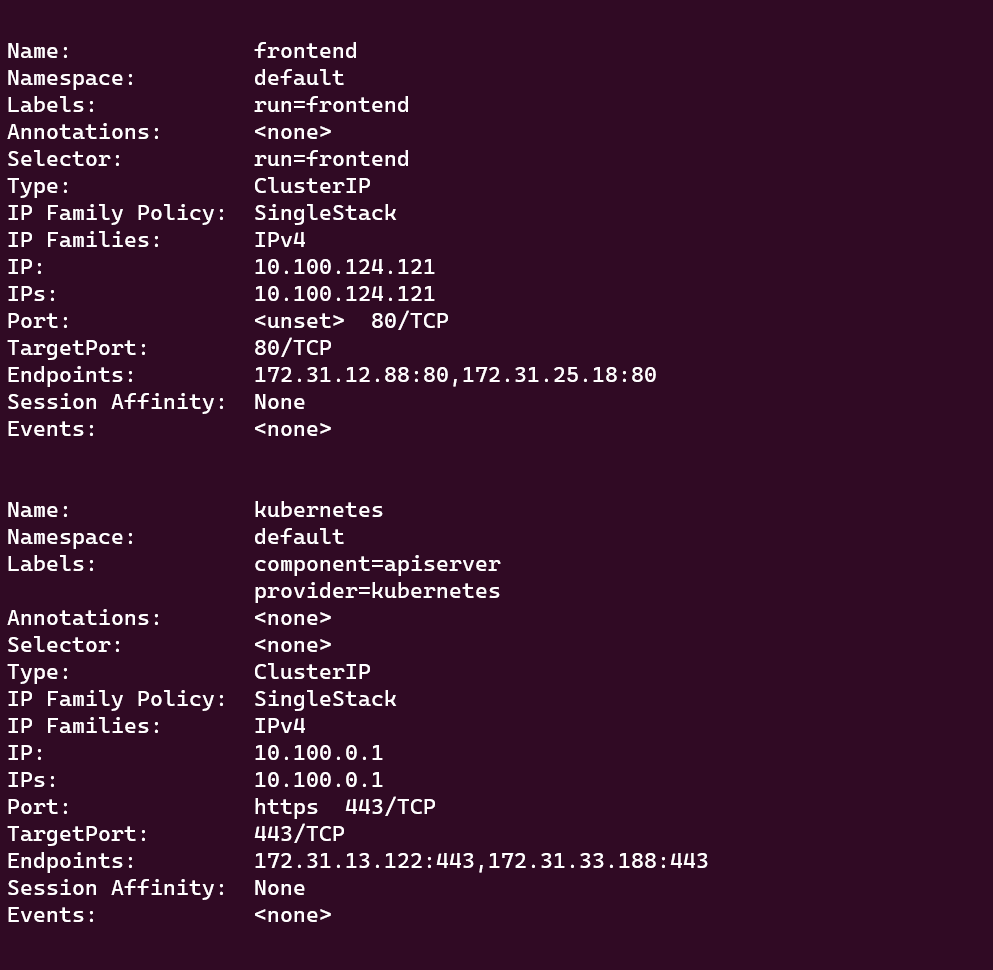 Name:              frontend
Namespace:         default
Labels:            run=frontend
Annotations:       <none>
Selector:          run=frontend
Type:              ClusterIP
IP Family Policy:  SingleStack
IP Families:       IPv4
IP:                10.100.124.121
IPs:               10.100.124.121
Port:              <unset>  80/TCP
TargetPort:        80/TCP
Endpoints:         172.31.12.88:80,172.31.25.18:80
Session Affinity:  None
Events:            <none>
Name:              kubernetes
Namespace:         default
Labels:            component=apiserver
                   provider=kubernetes
Annotations:       <none>
Selector:          <none>
Type:              ClusterIP
IP Family Policy:  SingleStack
IP Families:       IPv4
IP:                10.100.0.1
IPs:               10.100.0.1
Port:              https  443/TCP
TargetPort:        443/TCP
Endpoints:         172.31.13.122:443,172.31.33.188:443
Session Affinity:  None
Events:            <none>